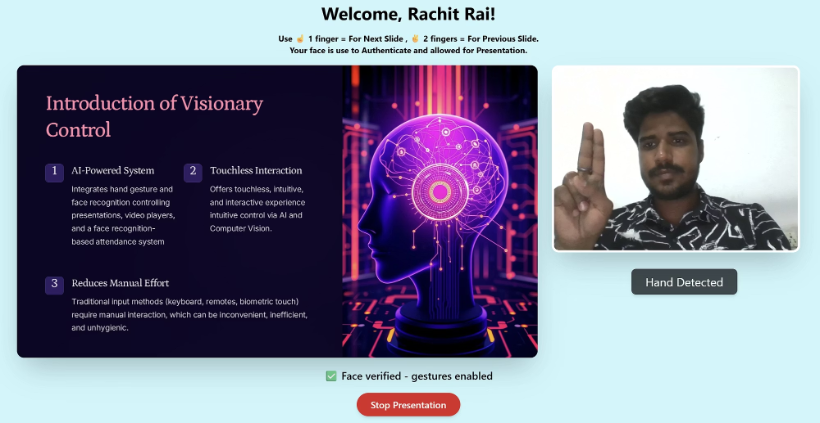 Welcome, Rachit Rai!
Use ☝ 1 finger = For Next Slide , ✌ 2 fingers = For Previous Slide.
Your face is use to Authenticate and allowed for Presentation.
Introduction of Visionary
Control
1 AI-Powered System
Integrates hand gesture and
face recognition controlling
presentations, video players,
and a face recognition-
based attendance system
2 Touchless Interaction
Offers touchless, intuitive,
and interactive experience
intuitive control via AI and
Computer Vision.
3 Reduces Manual Effort
Traditional input methods (keyboard, remotes, biometric touch)
require manual interaction, which can be inconvenient, inefficient,
and unhygienic.
Hand Detected
✅ Face verified - gestures enabled
Stop Presentation